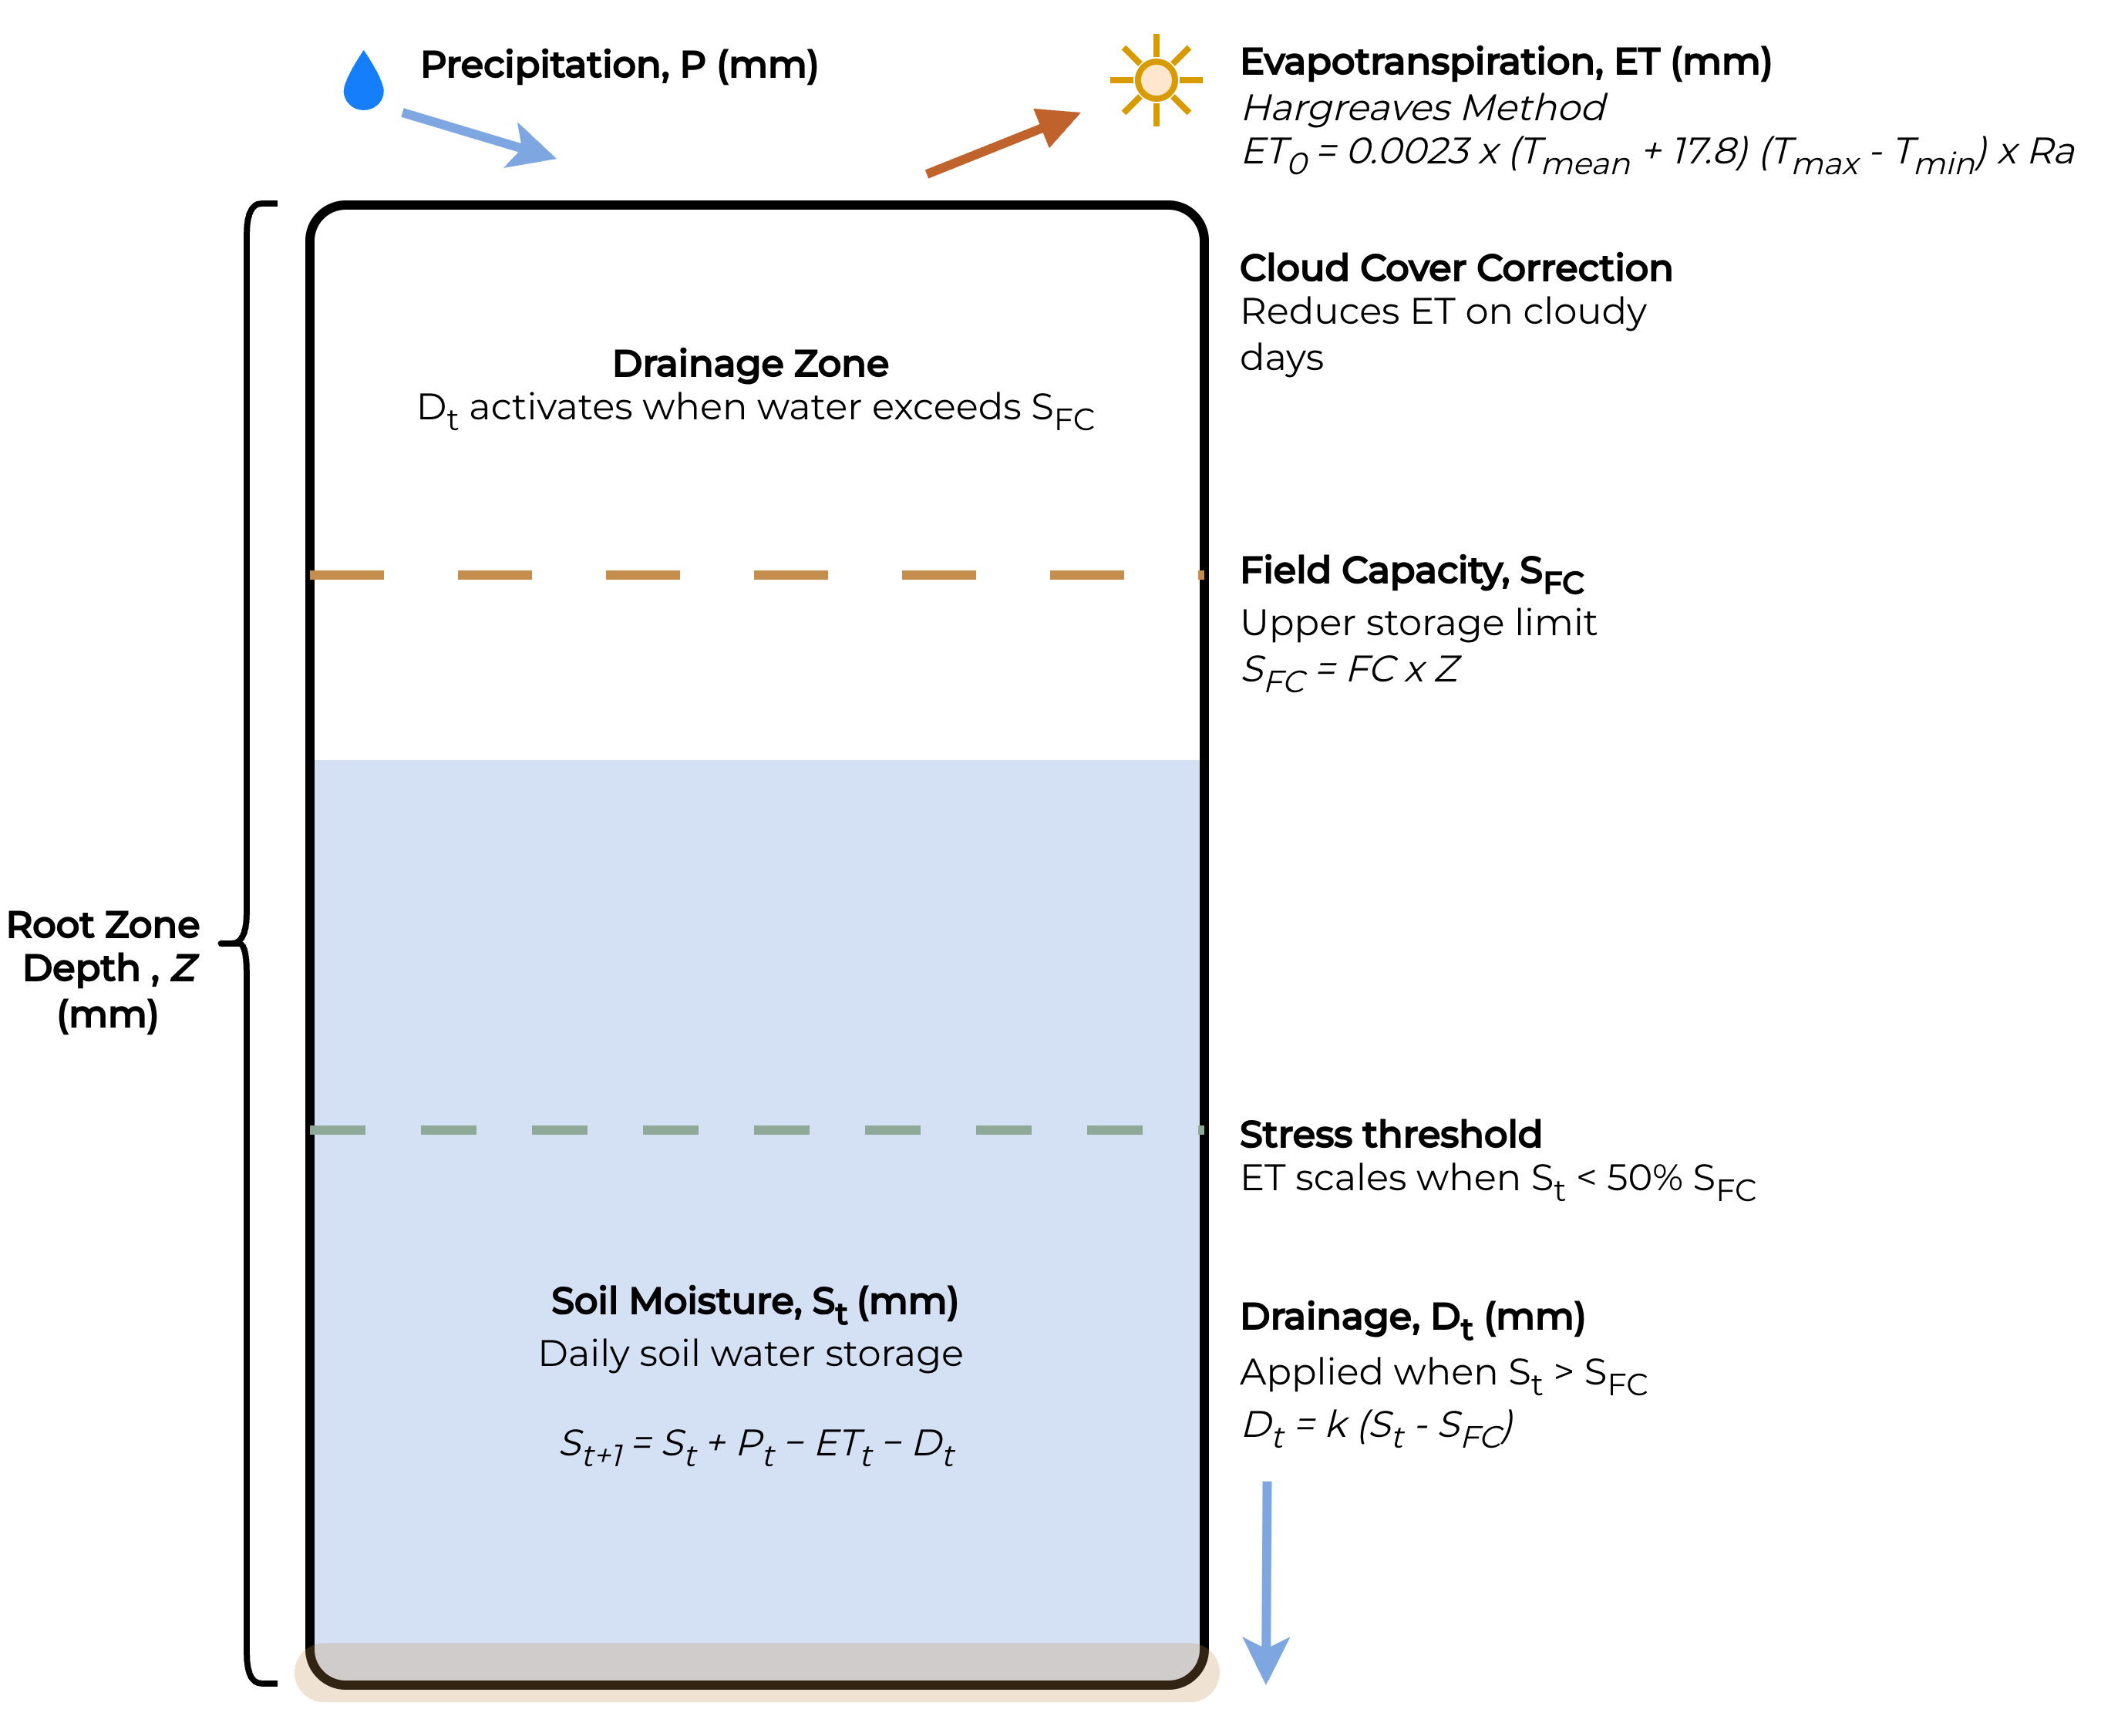 Precipitation, P (mm)
Evapotranspiration, ET (mm)
Hargreaves Method
ET₀ = 0.0023 x (Tmean + 17.8) (Tmax - Tmin) x Ra
Cloud Cover Correction
Reduces ET on cloudy
days
Drainage Zone
Dt activates when water exceeds SFC
Field Capacity, SFC
Upper storage limit
SFC = FC x Z
Root Zone
Depth , Z
(mm)
Stress threshold
ET scales when St < 50% SFC
Soil Moisture, St (mm)
Daily soil water storage
St+1 = St + Pt − ETt − Dt
Drainage, Dt (mm)
Applied when St > SFC
Dt = k (St - SFC)